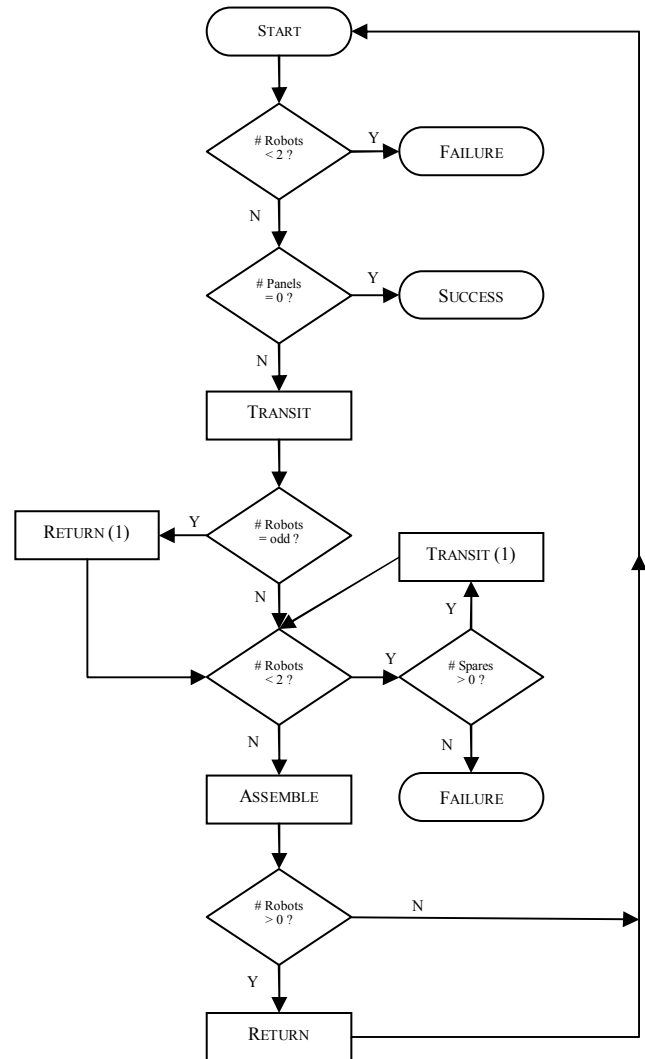 START
# Robots
< 2 ?
Y
FAILURE
N
# Panels
= 0 ?
Y
SUCCESS
N
TRANSIT
RETURN (1)
Y
# Robots
= odd ?
TRANSIT (1)
N
Y
# Robots
< 2 ?
Y
# Spares
> 0 ?
N
N
ASSEMBLE
FAILURE
# Robots
> 0 ?
N
Y
RETURN